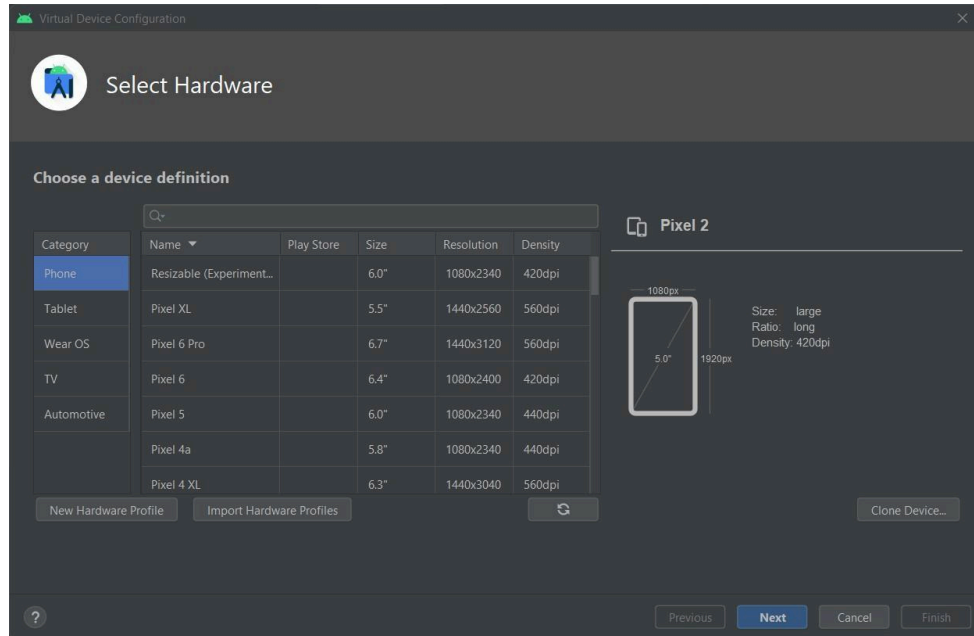 Virtual Device Configuration
Select Hardware
Choose a device definition
Pixel 2
Category Name Play Store Size Resolution Density
Phone Resizable (Experiment... 6.0" 1080x2340 420dpi
Tablet Pixel XL 5.5" 1440x2560 560dpi
Wear OS Pixel 6 Pro 6.7" 1440x3120 560dpi
TV Pixel 6 6.4" 1080x2400 420dpi
Automotive Pixel 5 6.0" 1080x2340 440dpi
Pixel 4a 5.8" 1080x2340 440dpi
Pixel 4 XL 6.3" 1440x3040 560dpi
1080px
Size: large
Ratio: long
Density: 420dpi
5.0" 1920px
New Hardware Profile Import Hardware Profiles Clone Device...
? Previous Next Cancel Finish